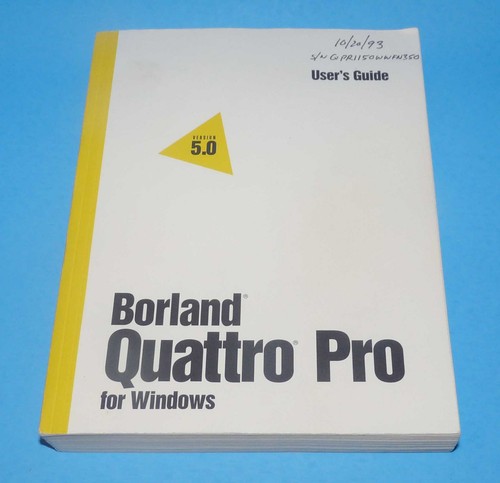 10/20/93
User's Guide
VERSION
5.0
Borland®
Quattro® Pro
for Windows